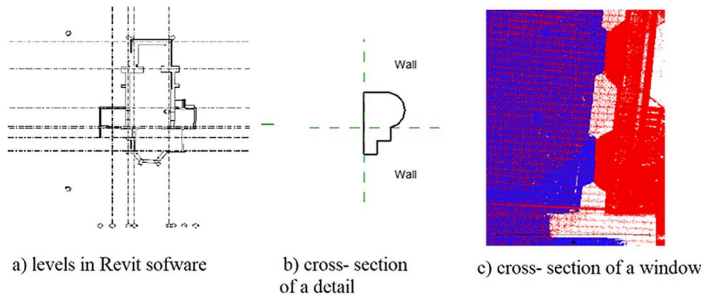 Wall
Wall
a) levels in Revit sofware
b) cross- section
of a detail
c) cross- section of a window